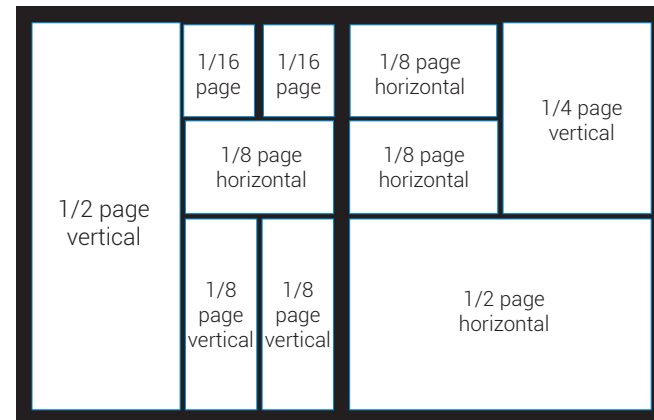 1/2 page
vertical
1/16
page
1/16
page
1/8 page
horizontal
1/8
page
vertical
1/8
page
vertical
1/8 page
horizontal
1/8 page
horizontal
1/4 page
vertical
1/2 page
horizontal